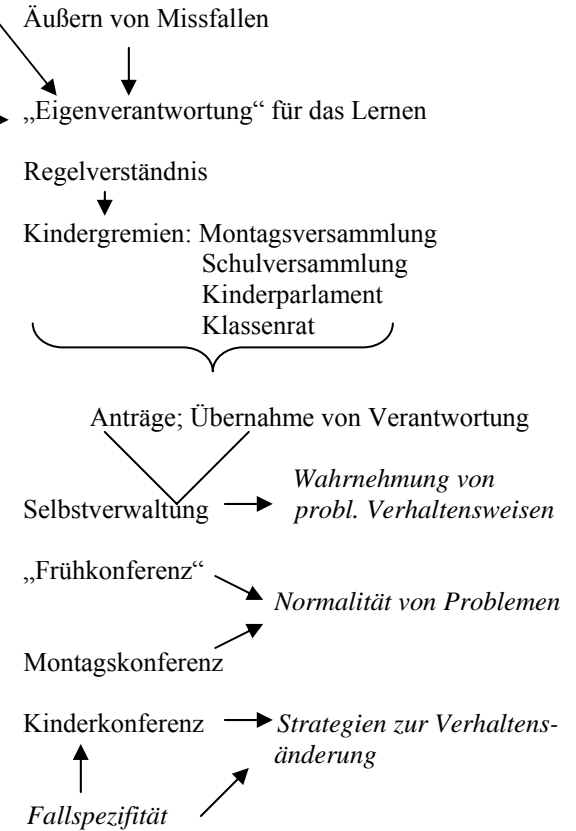 Äußern von Missfallen
„Eigenverantwortung“ für das Lernen
Regelverständnis
Kindergremien: Montagsversammlung
Schulversammlung
Kinderparlament
Klassenrat
Anträge; Übernahme von Verantwortung
Wahrnehmung von
Selbstverwaltung probl. Verhaltensweisen
„Frühkonferenz“
Normalität von Problemen
Montagskonferenz
Kinderkonferenz Strategien zur Verhaltens-
änderung
Fallspezifität